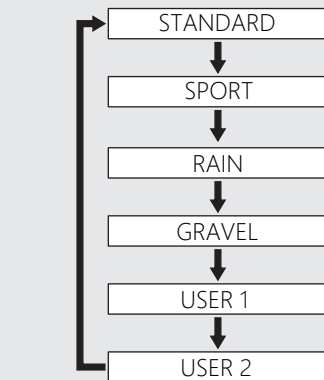 STANDARD
SPORT
RAIN
GRAVEL
USER 1
USER 2